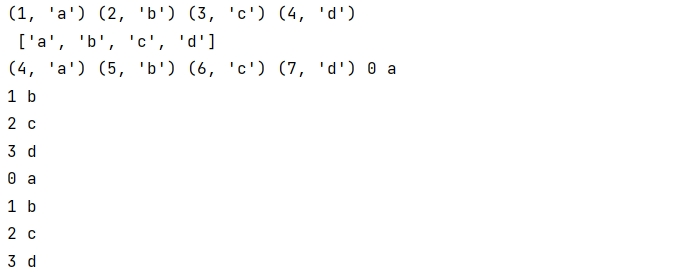 (1, 'a') (2, 'b') (3, 'c') (4, 'd')
['a', 'b', 'c', 'd']
(4, 'a') (5, 'b') (6, 'c') (7, 'd') 0 a
1 b
2 c
3 d
0 a
1 b
2 c
3 d